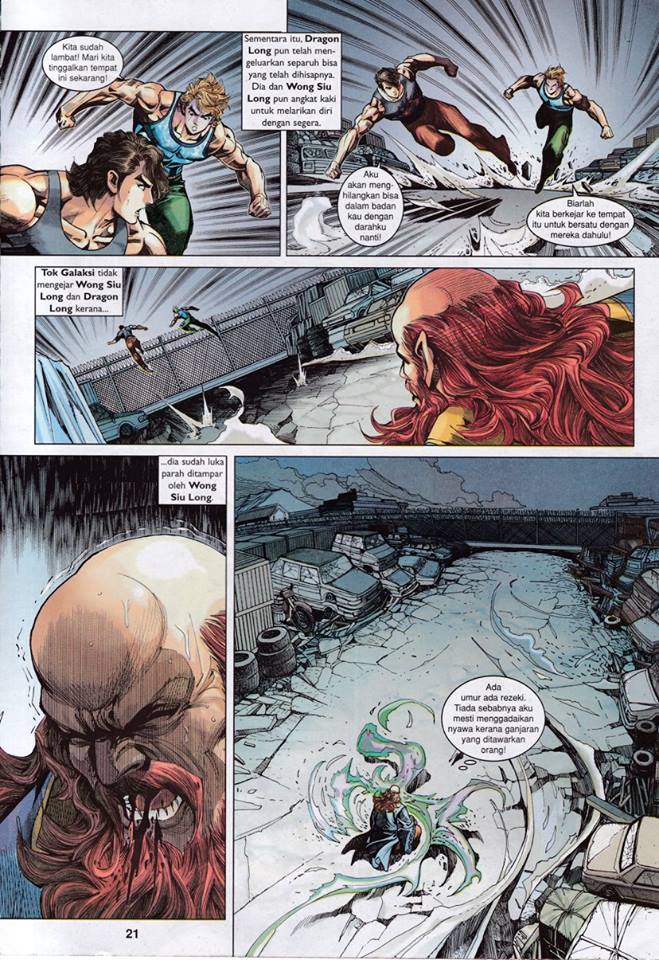 Kita sudah
lambat! Mari kita
tinggalkan tempat
ini sekarang!
Sementara itu, Dragon
Long pun telah men-
geluarkan separuh bisa
yang telah dihisapnya.
Dia dan Wong Siu
Long pun angkat kaki
untuk melarikan diri
dengan segera.
Aku
akan meng-
hilangkan bisa
dalam badan
kau dengan
darahku
nanti!
Biarlah
kita berkejar ke tempat
itu untuk bersatu dengan
mereka dahulu!
Tok Galaksi tidak
mengejar Wong Siu
Long dan Dragon
Long kerana...
...dia sudah luka
parah ditampar
oleh Wong
Siu Long.
Ada
umur ada rezeki.
Tiada sebabnya aku
mesti menggadaikan
nyawa kerana ganjaran
yang ditawarkan
orang!
21